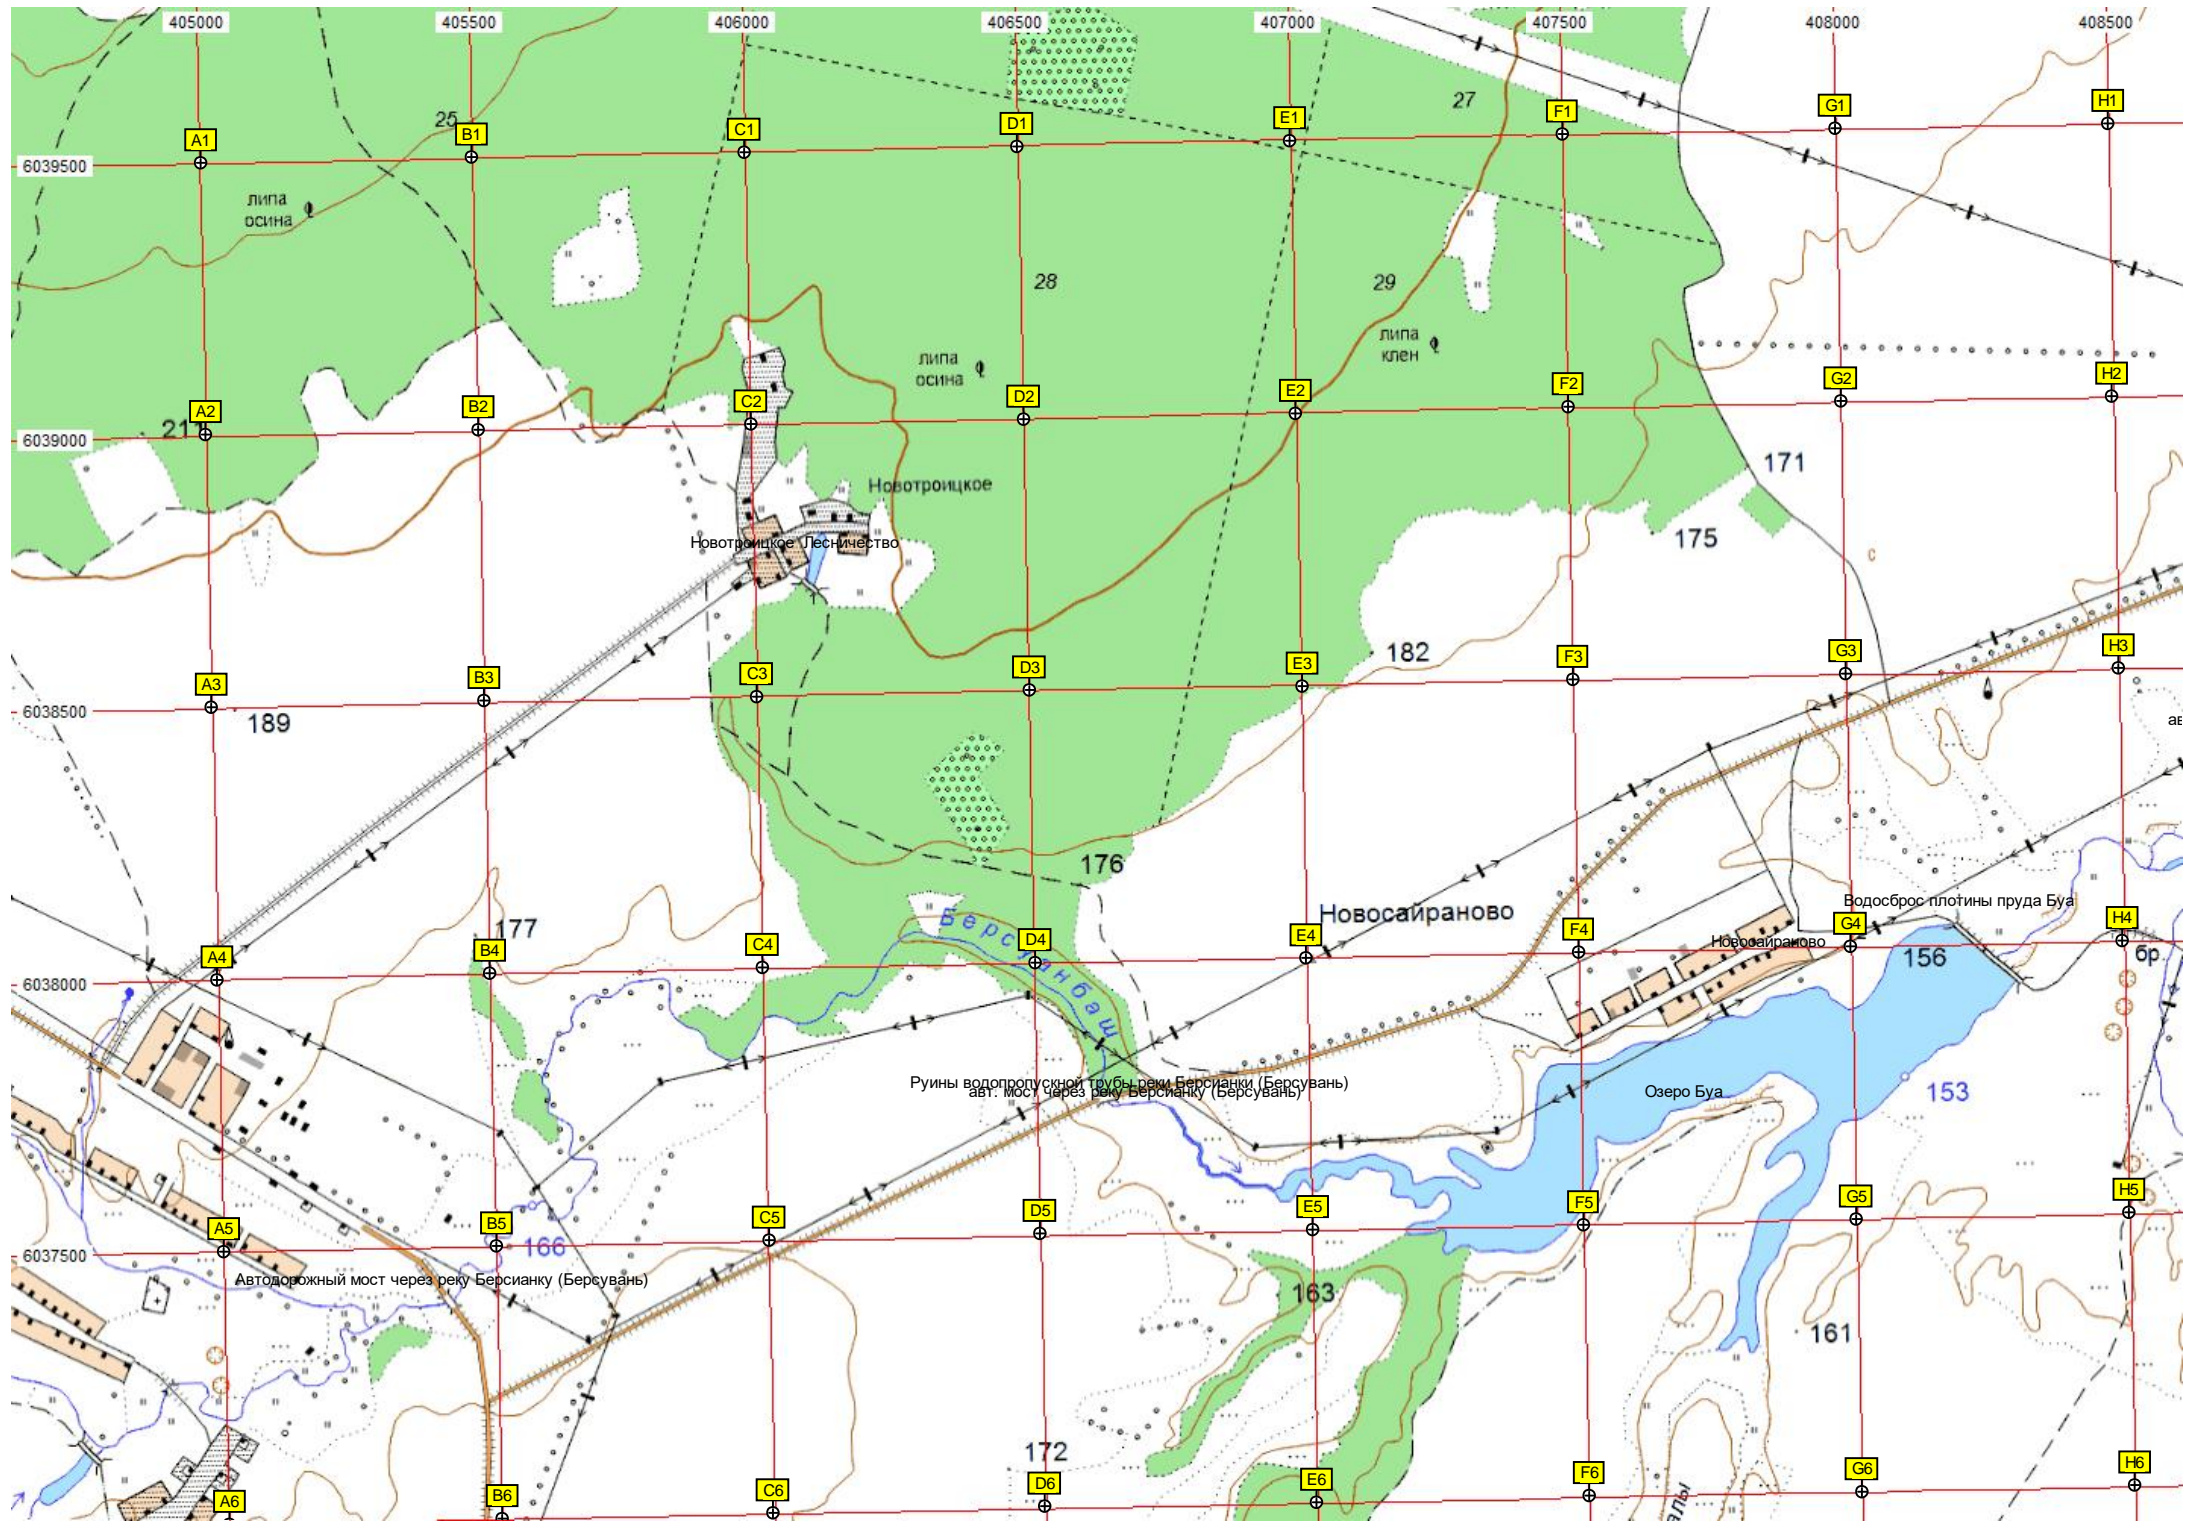 405000 405500 406000 406500 407000 407500 408000 408500
27
25
A1 B1 C1 D1 E1 F1 G1 H1
6039500
липа
осина
28
29
липа
клен
липа
осина
A2 B2 C2 D2 E2 F2 G2 H2
6039000
171
Новотроицкое
175
Новотроицкое Лесничество
с
182
A3 B3 C3 D3 E3 F3 G3 H3
6038500
189
ав
176
Новосайраново
Водосброс плотины пруда Буа
177
Берсуанбаш
Новосайраново
156
бр.
A4 B4 C4 D4 E4 F4 G4 H4
6038000
Руины водопропускной трубы реки Берсианки (Берсувань)
авт. мост через реку Берсианку (Берсувань)
Озеро Буа
153
A5 B5 C5 D5 E5 F5 G5 H5
6037500
166
Автодорожный мост через реку Берсианку (Берсувань)
163
161
172
A6 B6 C6 D6 E6 F6 G6 H6